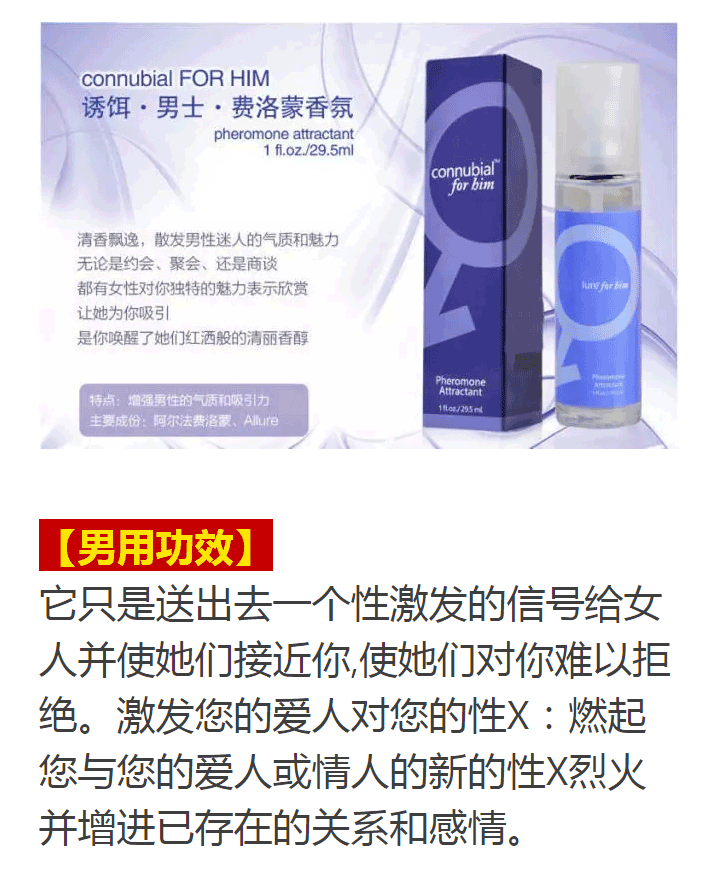 connubial FOR HIM
诱饵·男士·费洛蒙香氛
pheromone attractant
1 fl.oz./29.5ml
清香飘逸，散发男性迷人的气质和魅力
无论是约会、聚会、还是商谈
都有女性对你独特的魅力表示欣赏
让她为你吸引
是你唤醒了她们红酒般的清丽香醇
特点：增强男性的气质和吸引力
主要成份：阿尔法费洛蒙、Allure
connubial™
for him
Pheromone
Attractant
1 fl.oz./29.5 ml
lure for him
Pheromone
Attractant
【男用功效】
它只是送出去一个性激发的信号给女
人并使她们接近你,使她们对你难以拒
绝。激发您的爱人对您的性X：燃起
您与您的爱人或情人的新的性X烈火
并增进已存在的关系和感情。